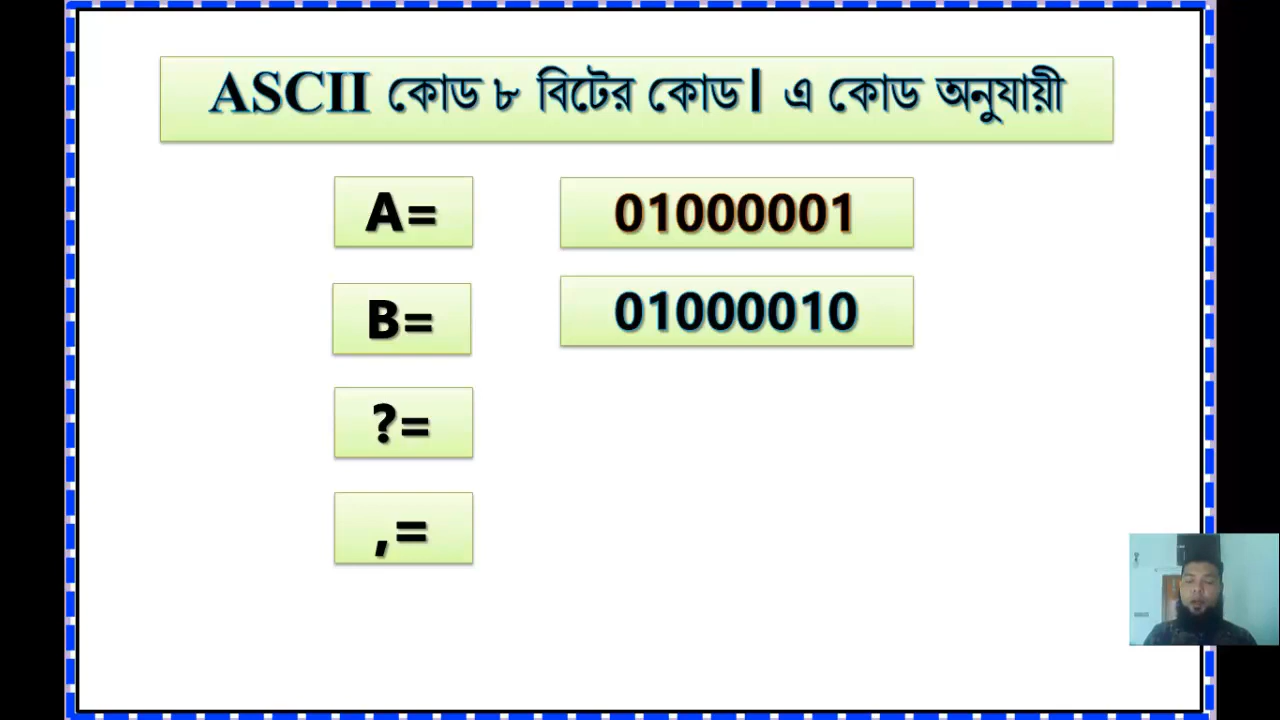 ASCII কোড ৮ বিটের কোড। এ কোড অনুযায়ী
A= 01000001
B= 01000010
?=
,=